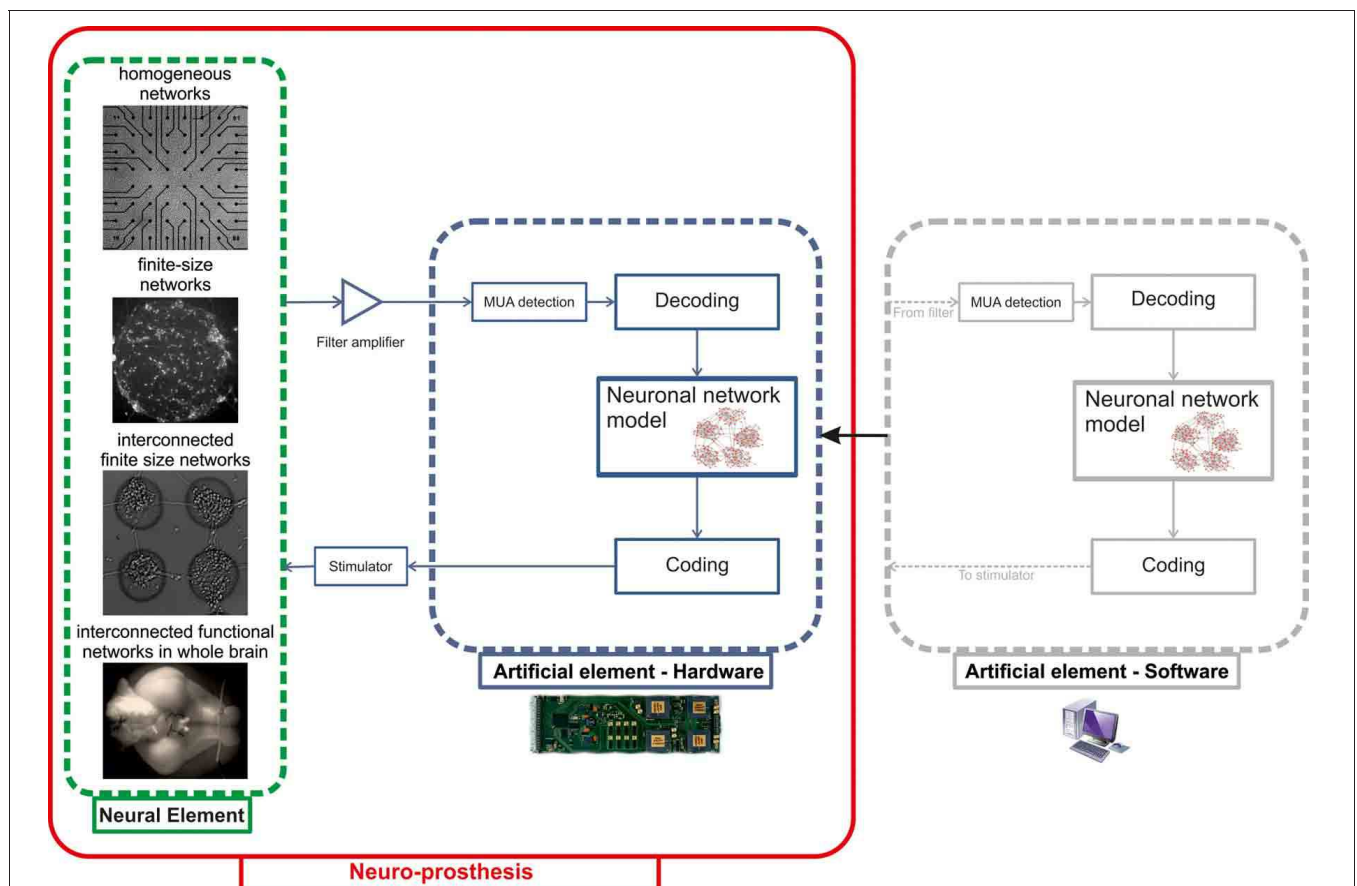 homogeneous
networks
finite-size
networks
interconnected
finite size networks
interconnected functional
networks in whole brain
Neural Element
Filter amplifier
Stimulator
MUA detection
Decoding
Neuronal network
model
Coding
Artificial element - Hardware
From filter
MUA detection
Decoding
Neuronal network
model
To stimulator
Coding
Artificial element - Software
Neuro-prosthesis